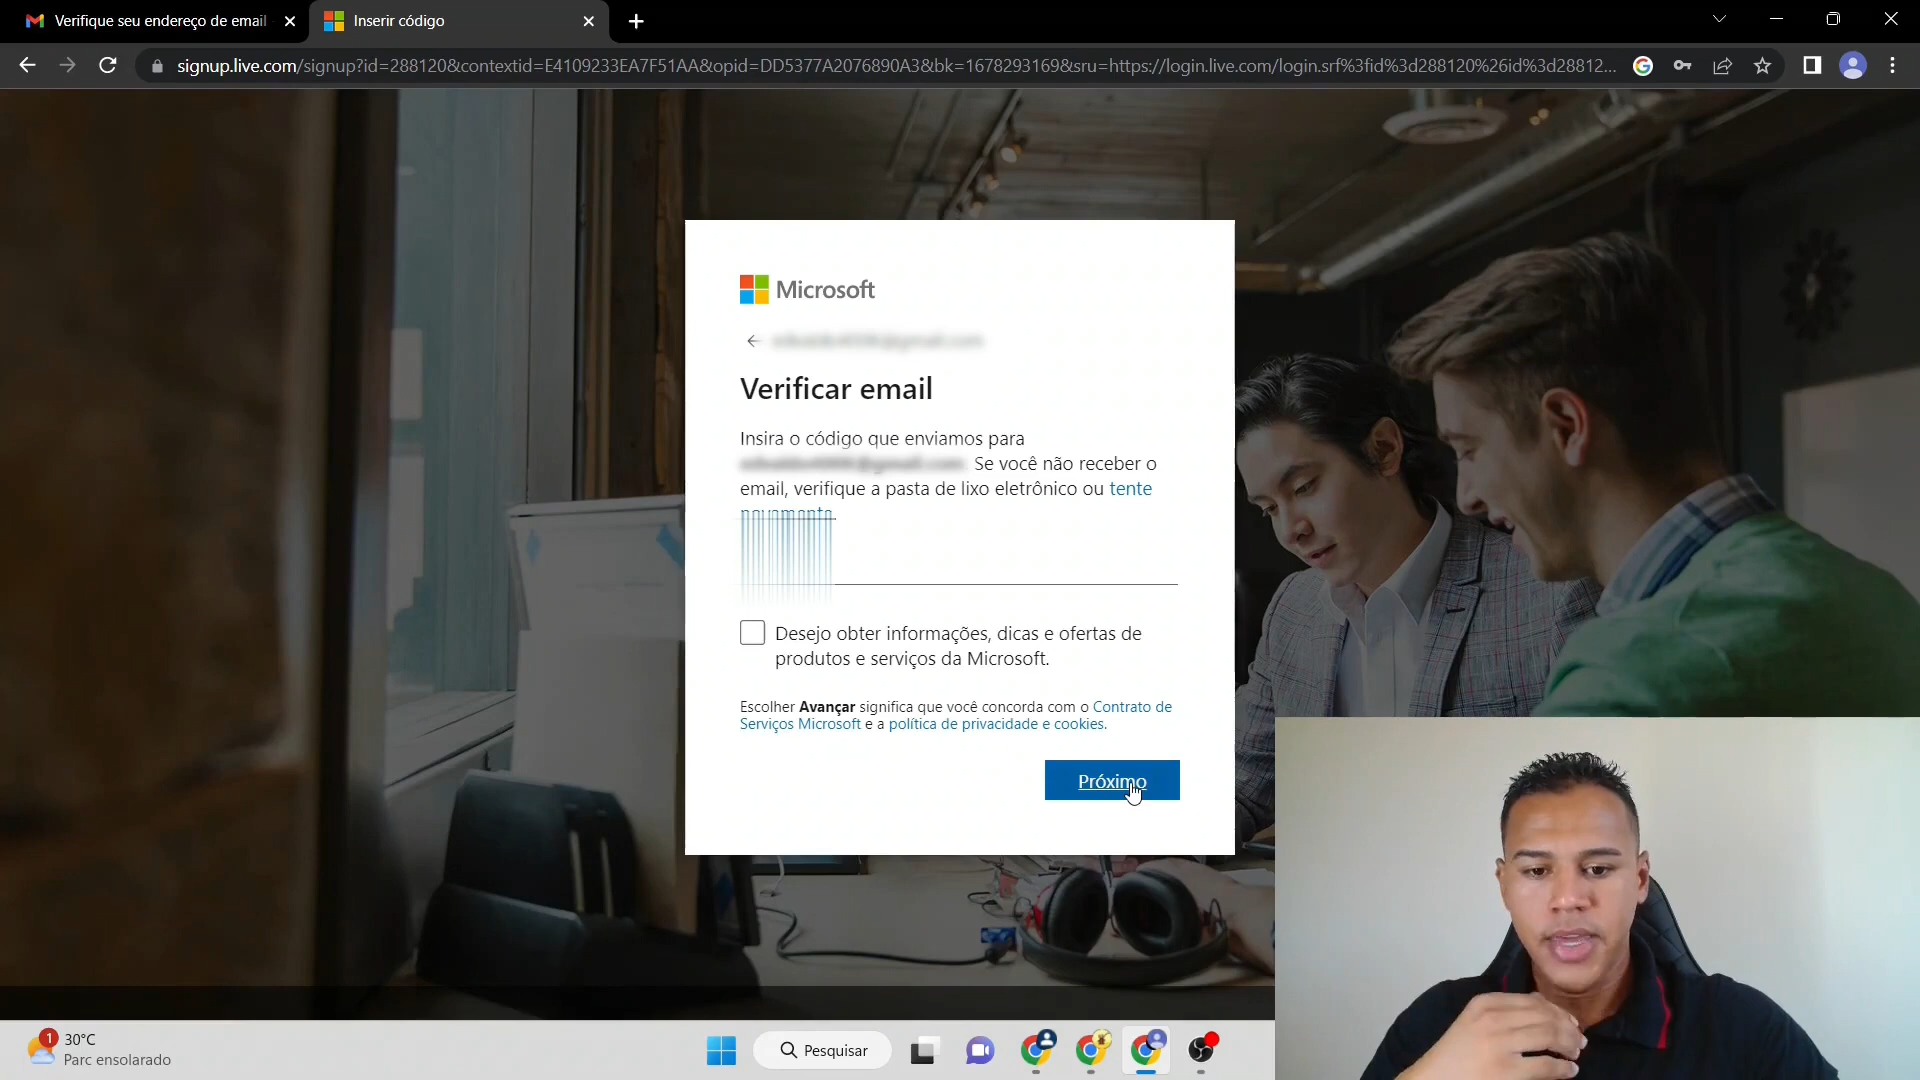 Verifique seu endereço de email
Inserir código
signup.live.com/signup?id=288120&contextid=E4109233EA7F51AA&opid=DD5377A2076890A3&bk=1678293169&sru=https://login.live.com/login.srf%3fid%3d288120%26id%3d28812...
Microsoft
Verificar email
Insira o código que enviamos para
Se você não receber o
email, verifique a pasta de lixo eletrônico ou tente
novamente
Desejo obter informações, dicas e ofertas de
produtos e serviços da Microsoft.
Escolher Avançar significa que você concorda com o Contrato de
Serviços Microsoft e a política de privacidade e cookies.
Próximo
1
30°C
Parc ensolarado
Pesquisar